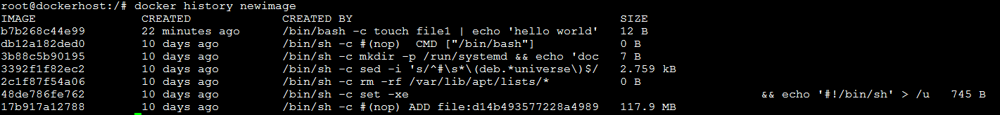 root@dockerhost:/# docker history newimage
IMAGE CREATED CREATED BY SIZE
b7b268c44e99 22 minutes ago /bin/bash -c touch file1 | echo 'hello world' 12 B
db12a182ded0 10 days ago /bin/sh -c #(nop) CMD ["/bin/bash"] 0 B
3b88c5b90195 10 days ago /bin/sh -c mkdir -p /run/systemd && echo 'doc 7 B
3392f1f82ec2 10 days ago /bin/sh -c sed -i 's/^#\s*\(deb.*universe\)$/ 2.759 kB
2c1f87f54a06 10 days ago /bin/sh -c rm -rf /var/lib/apt/lists/* 0 B
48de786fe762 10 days ago /bin/sh -c set -xe && echo '#!/bin/sh' > /u 745 B
17b917a12788 10 days ago /bin/sh -c #(nop) ADD file:d14b493577228a4989 117.9 MB